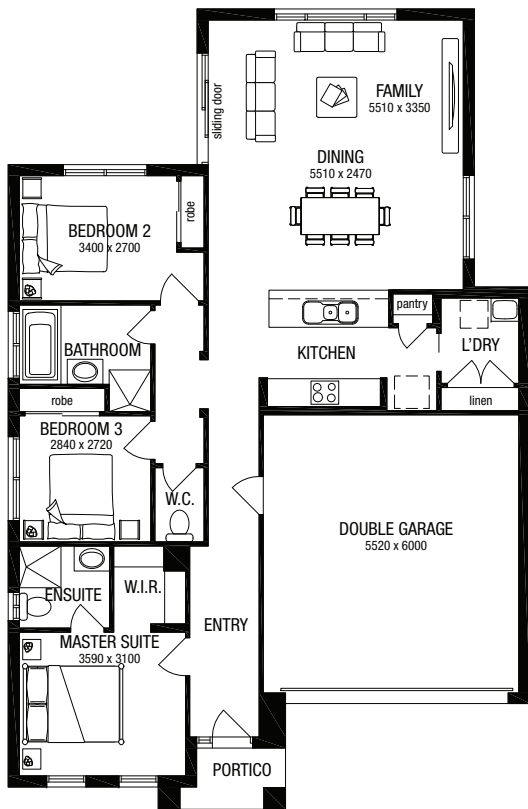 FAMILY
5510 x 3350
sliding door
DINING
5510 x 2470
robe
BEDROOM 2
3400 x 2700
pantry
BATHROOM
KITCHEN
L'DRY
robe
linen
BEDROOM 3
2840 x 2720
W.C.
DOUBLE GARAGE
5520 x 6000
W.I.R.
ENSUITE
ENTRY
MASTER SUITE
3590 x 3100
PORTICO